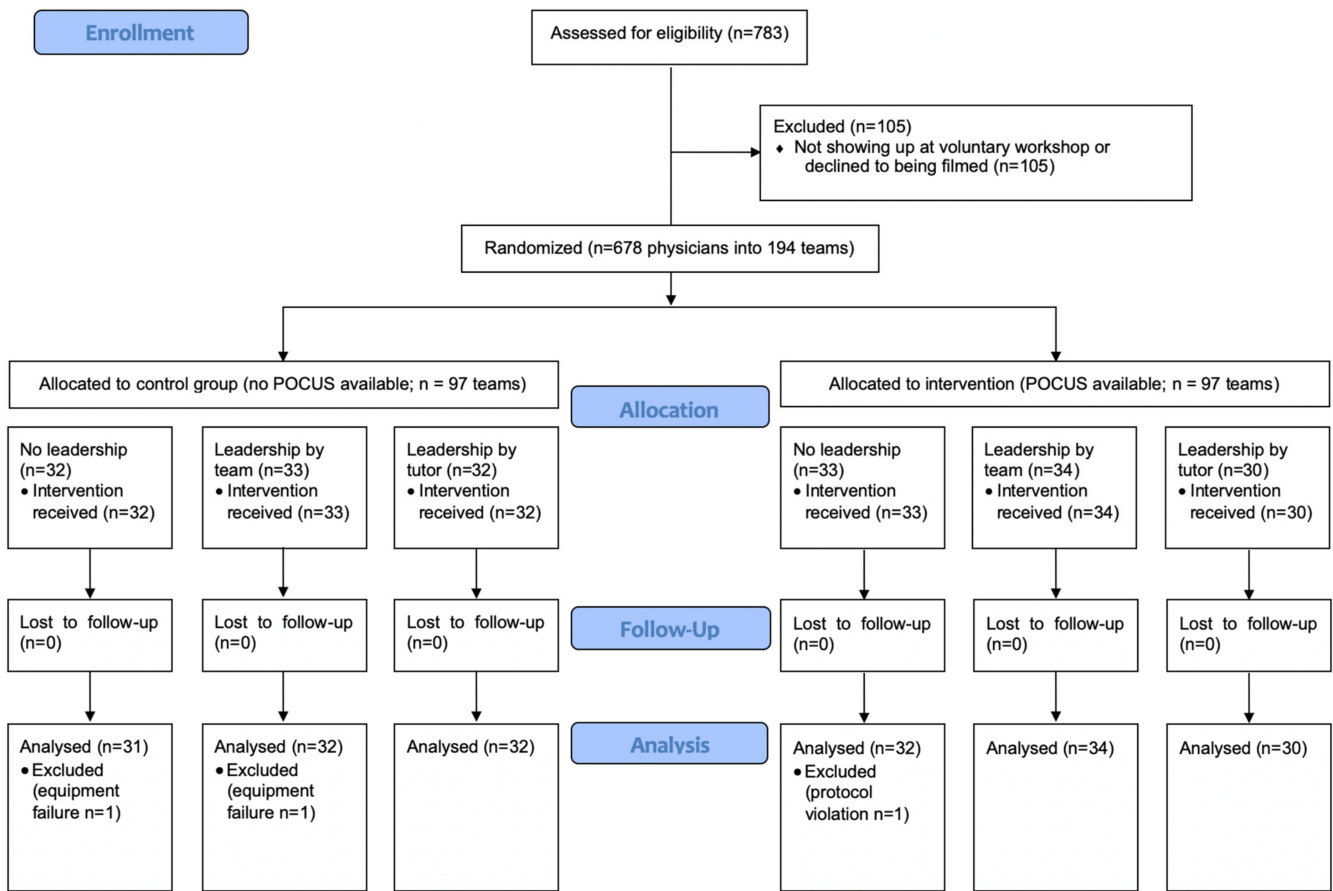 Enrollment
Assessed for eligibility (n=783)
Excluded (n=105)
♦ Not showing up at voluntary workshop or
declined to being filmed (n=105)
Randomized (n=678 physicians into 194 teams)
Allocated to control group (no POCUS available; n = 97 teams)
Allocated to intervention (POCUS available; n = 97 teams)
Allocation
No leadership
(n=32)
• Intervention
received (n=32)
Leadership by
team (n=33)
• Intervention
received (n=33)
Leadership by
tutor (n=32)
• Intervention
received (n=32)
No leadership
(n=33)
• Intervention
received (n=33)
Leadership by
team (n=34)
• Intervention
received (n=34)
Leadership by
tutor (n=30)
• Intervention
received (n=30)
Follow-Up
Lost to follow-up
(n=0)
Lost to follow-up
(n=0)
Lost to follow-up
(n=0)
Lost to follow-up
(n=0)
Lost to follow-up
(n=0)
Lost to follow-up
(n=0)
Analysis
Analysed (n=31)
• Excluded
(equipment
failure n=1)
Analysed (n=32)
• Excluded
(equipment
failure n=1)
Analysed (n=32)
Analysed (n=32)
• Excluded
(protocol
violation n=1)
Analysed (n=34)
Analysed (n=30)